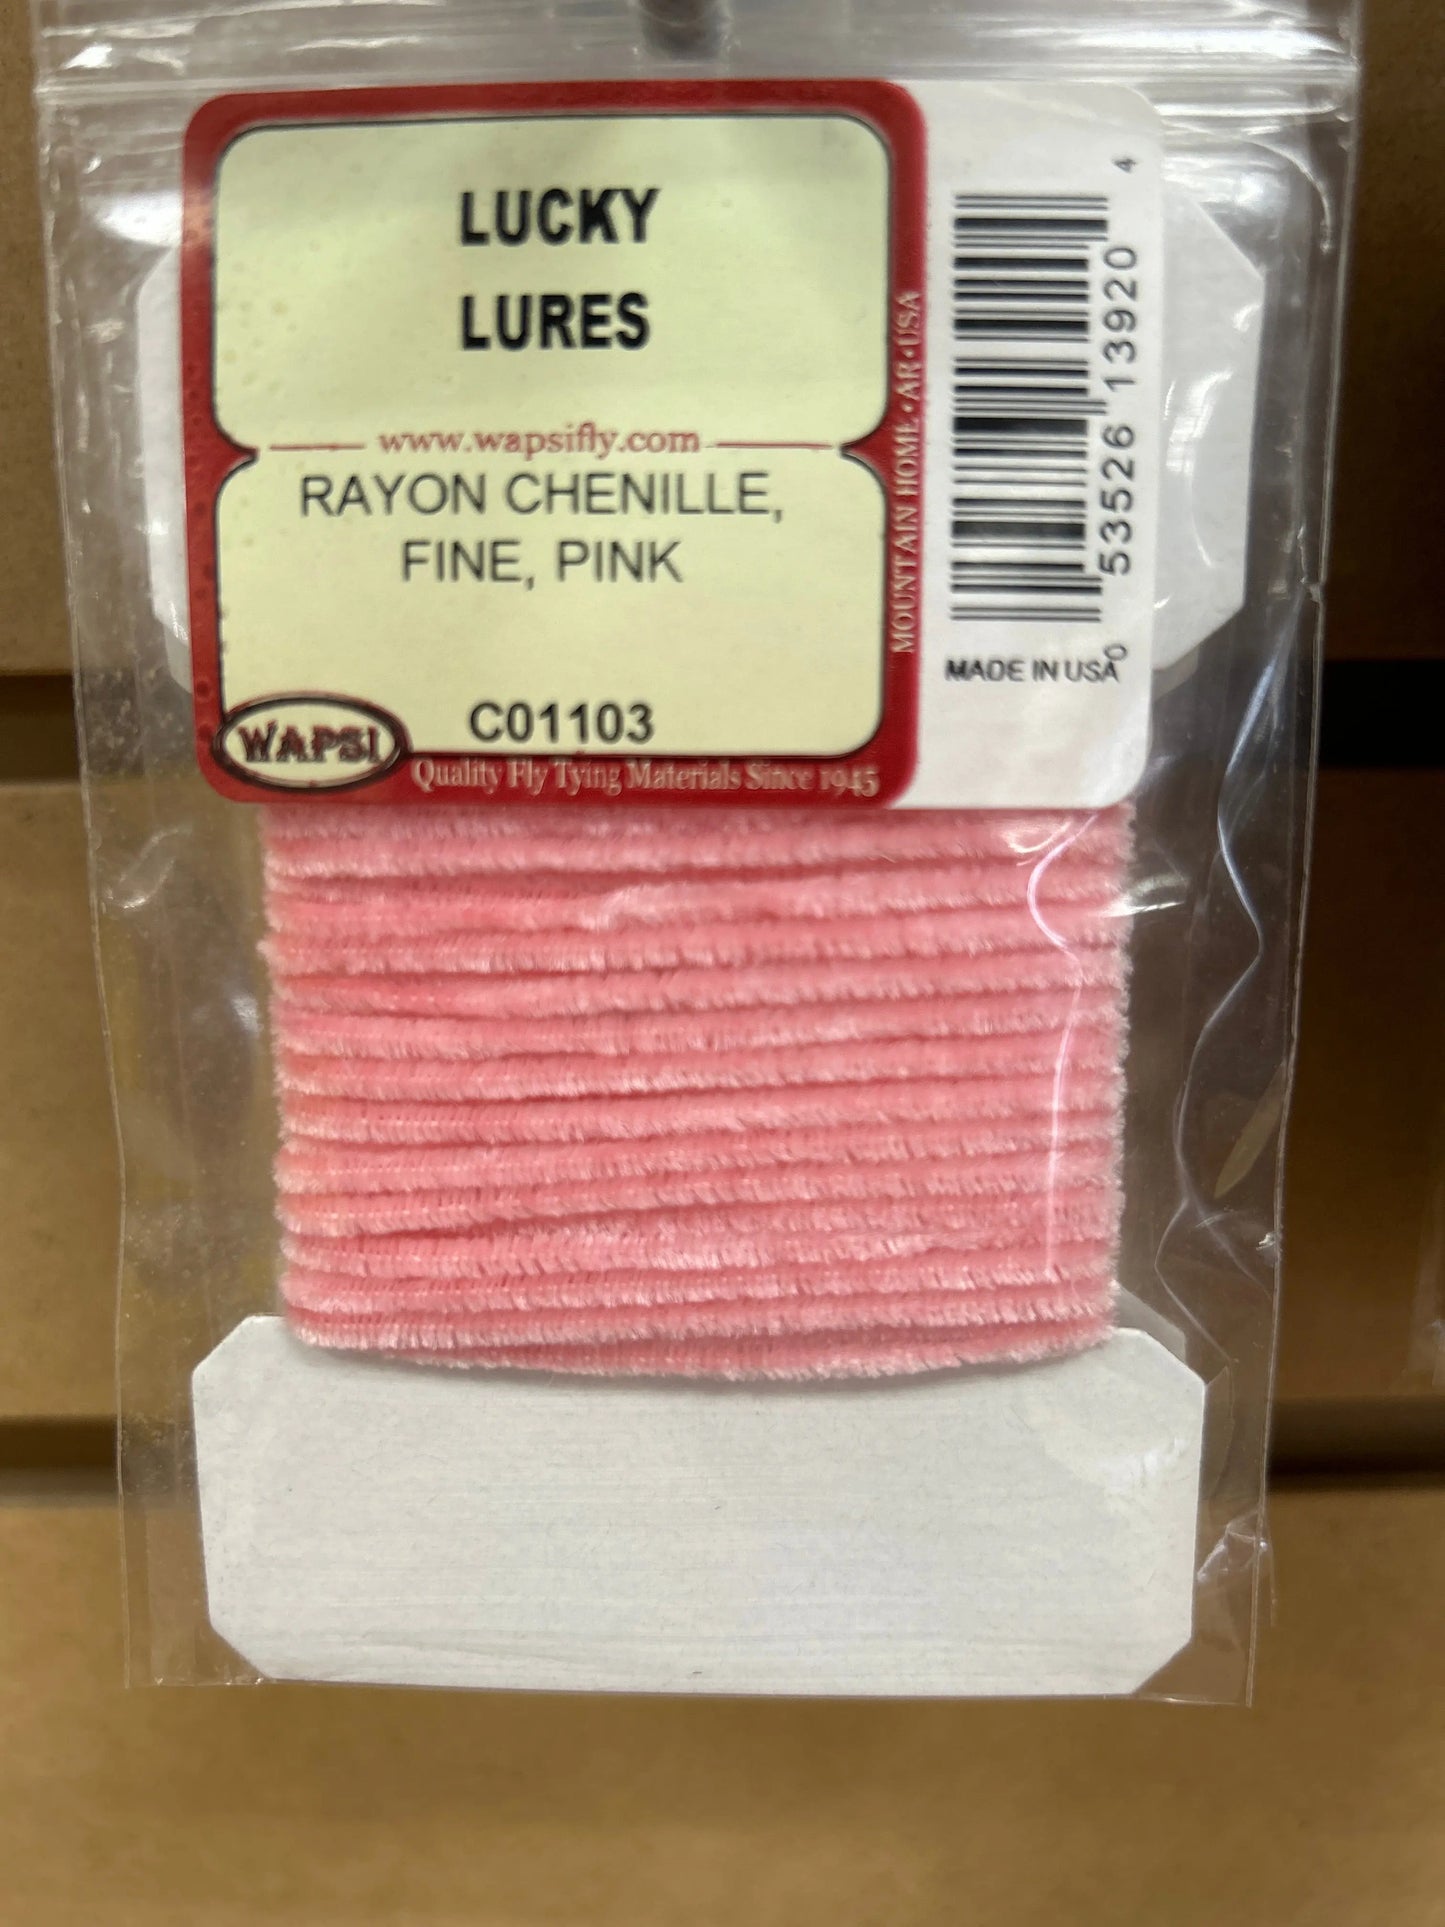 LUCKY
LURES
www.wapsifly.com
RAYON CHENILLE,
FINE, PINK
C01103
WAPSI
Quality Fly Tying Materials Since 1945
MOUNTAIN HOME • AR • USA
0 53526 13920 4
MADE IN USA